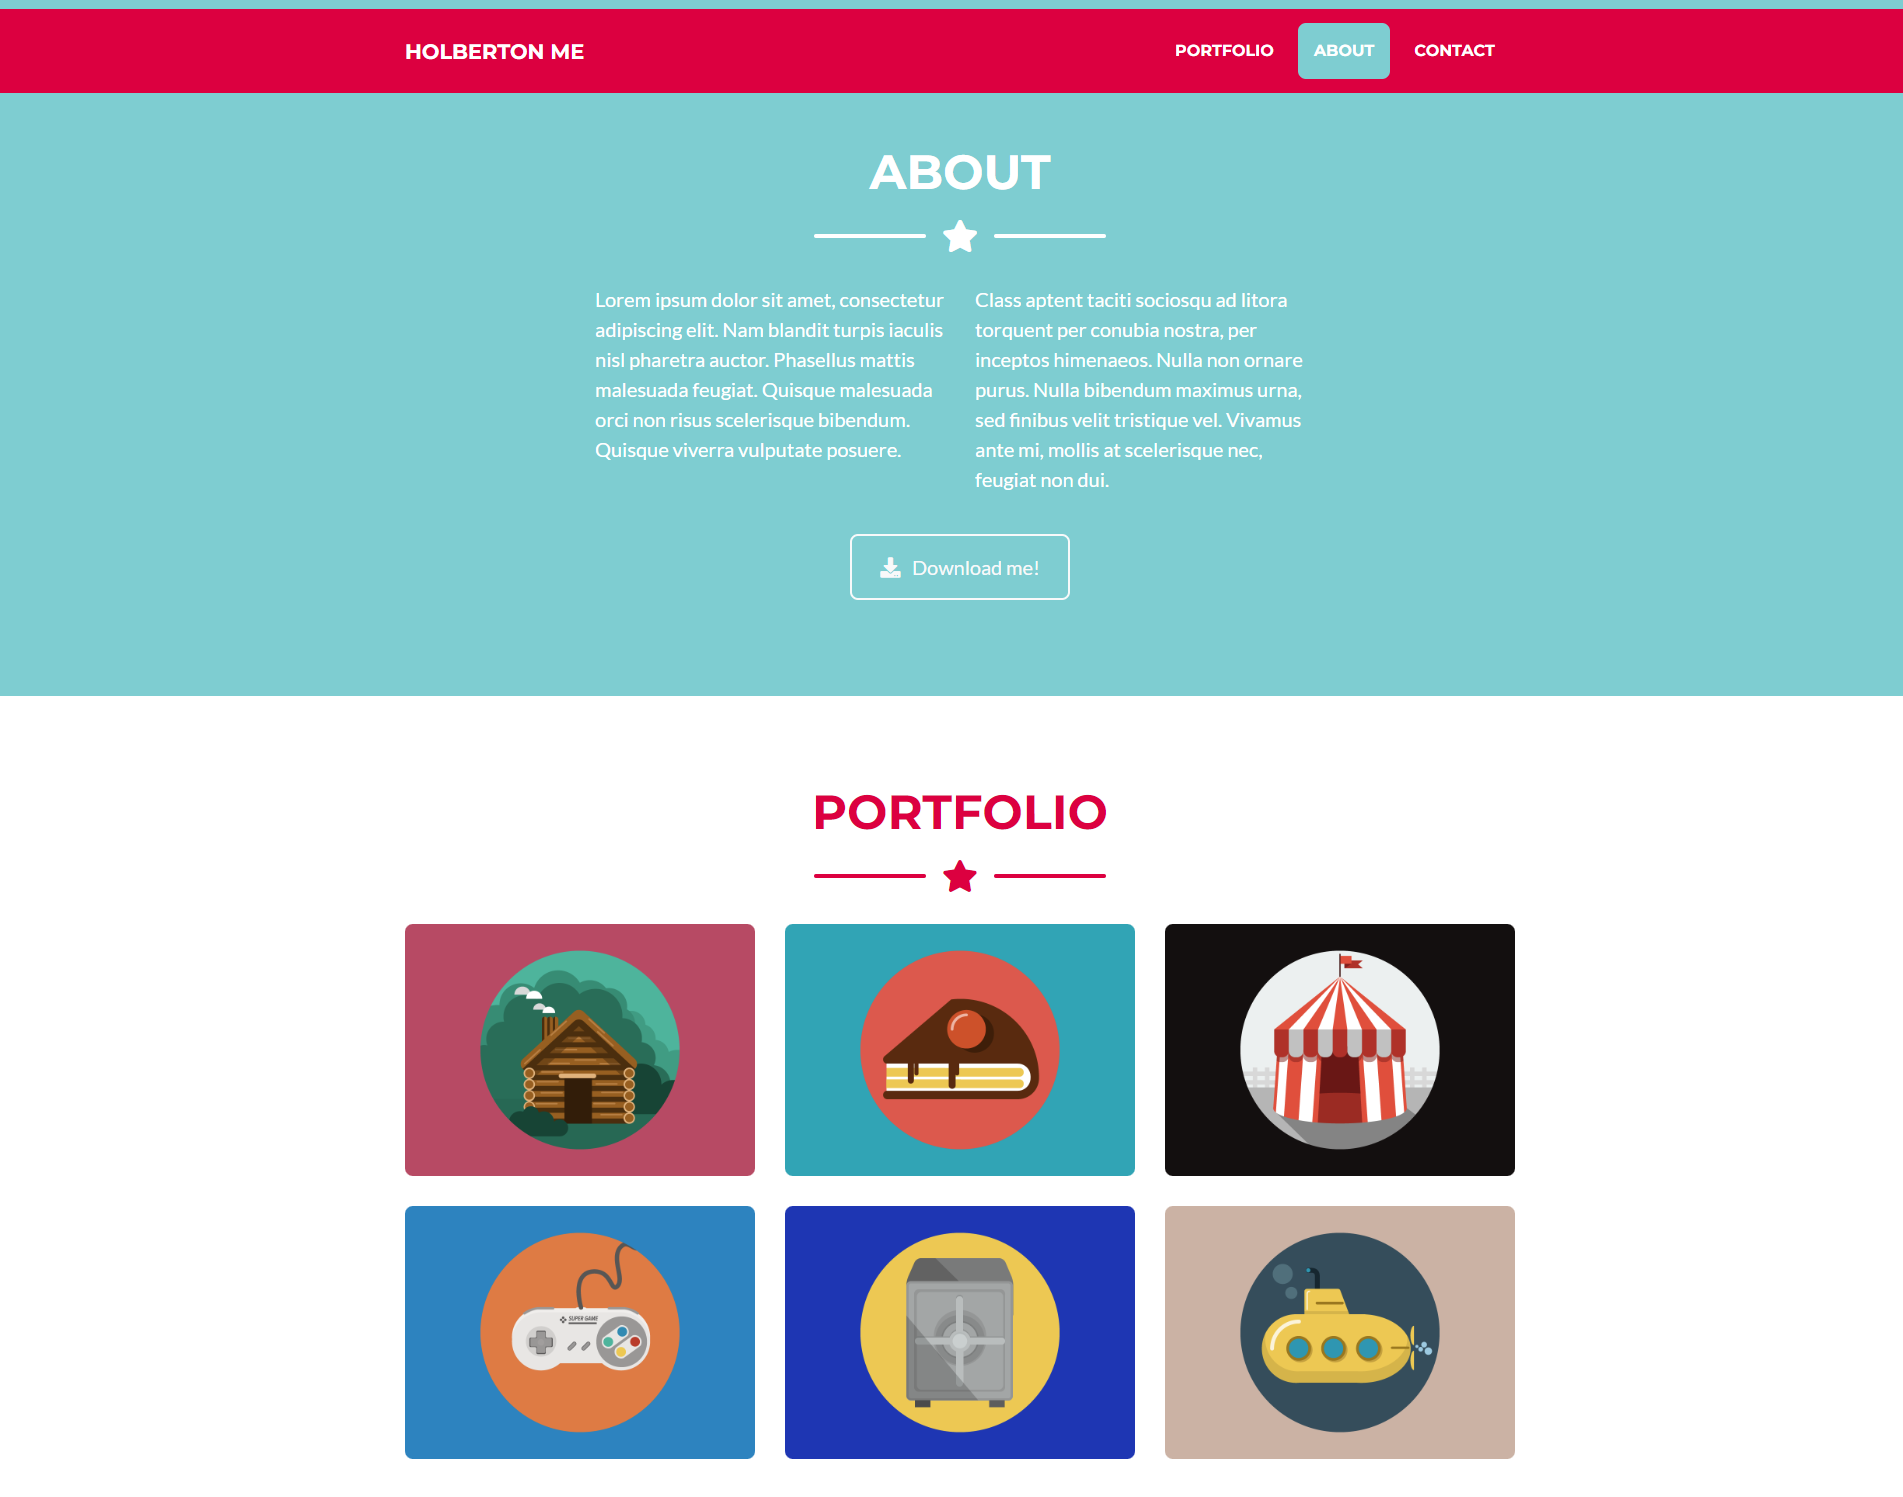 HOLBERTON ME
PORTFOLIO
ABOUT
CONTACT
ABOUT
Lorem ipsum dolor sit amet, consectetur
adipiscing elit. Nam blandit turpis iaculis
nisl pharetra auctor. Phasellus mattis
malesuada feugiat. Quisque malesuada
orci non risus scelerisque bibendum.
Quisque viverra vulputate posuere.
Class aptent taciti sociosqu ad litora
torquent per conubia nostra, per
inceptos himenaeos. Nulla non ornare
purus. Nulla bibendum maximus urna,
sed finibus velit tristique vel. Vivamus
ante mi, mollis at scelerisque nec,
feugiat non dui.
Download me!
PORTFOLIO
SUPER GAME